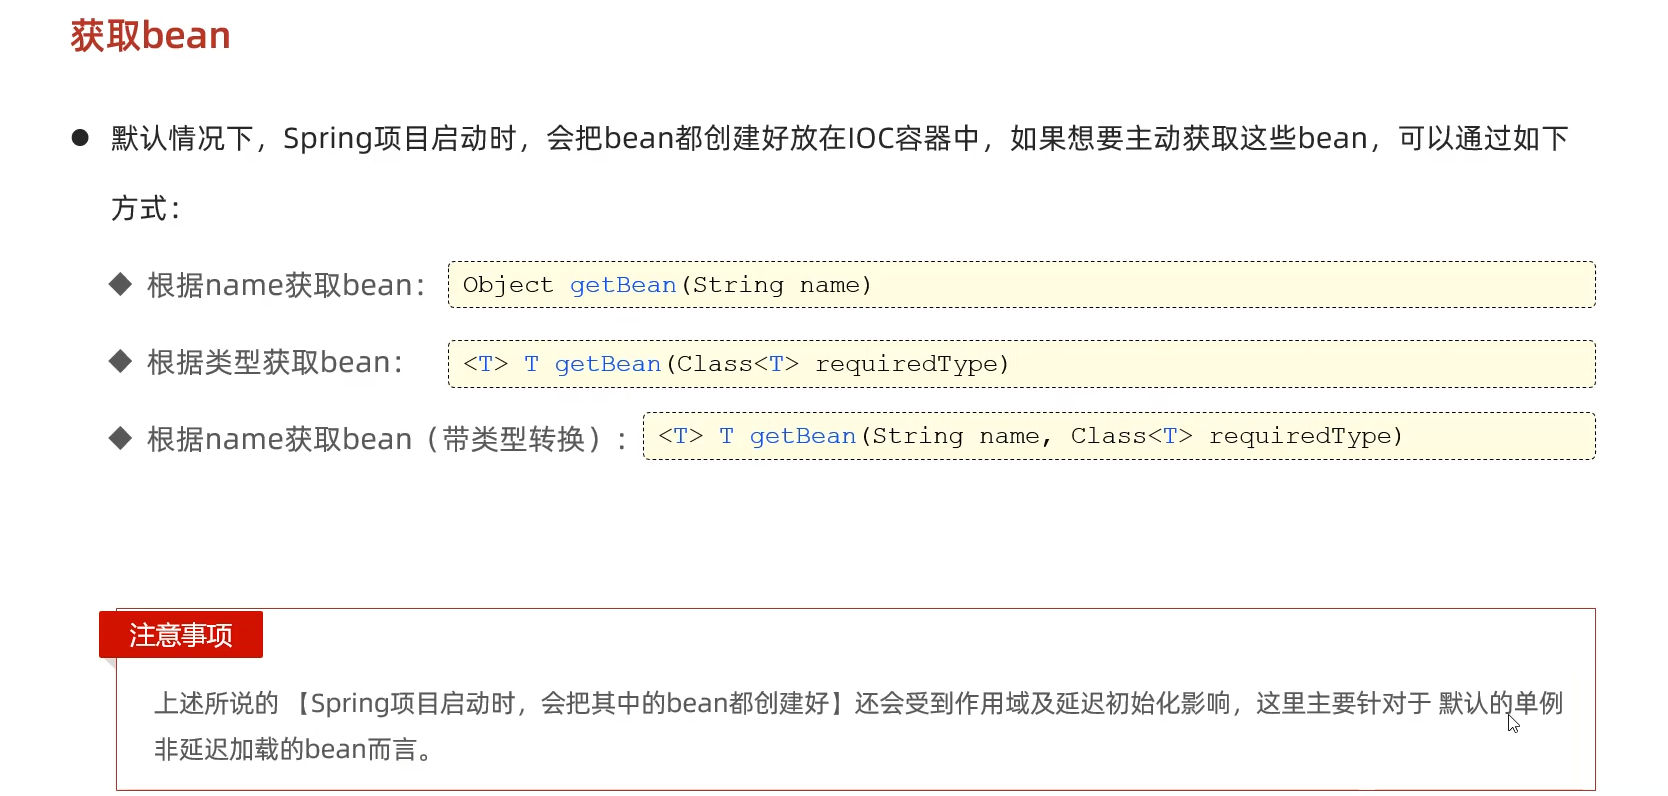 获取bean
默认情况下，Spring项目启动时，会把bean都创建好放在IOC容器中，如果想要主动获取这些bean，可以通过如下
方式：
根据name获取bean： Object getBean(String name)
根据类型获取bean： <T> T getBean(Class<T> requiredType)
根据name获取bean（带类型转换）： <T> T getBean(String name, Class<T> requiredType)
注意事项
上述所说的 【Spring项目启动时，会把其中的bean都创建好】还会受到作用域及延迟初始化影响，这里主要针对于 默认的单例
非延迟加载的bean而言。